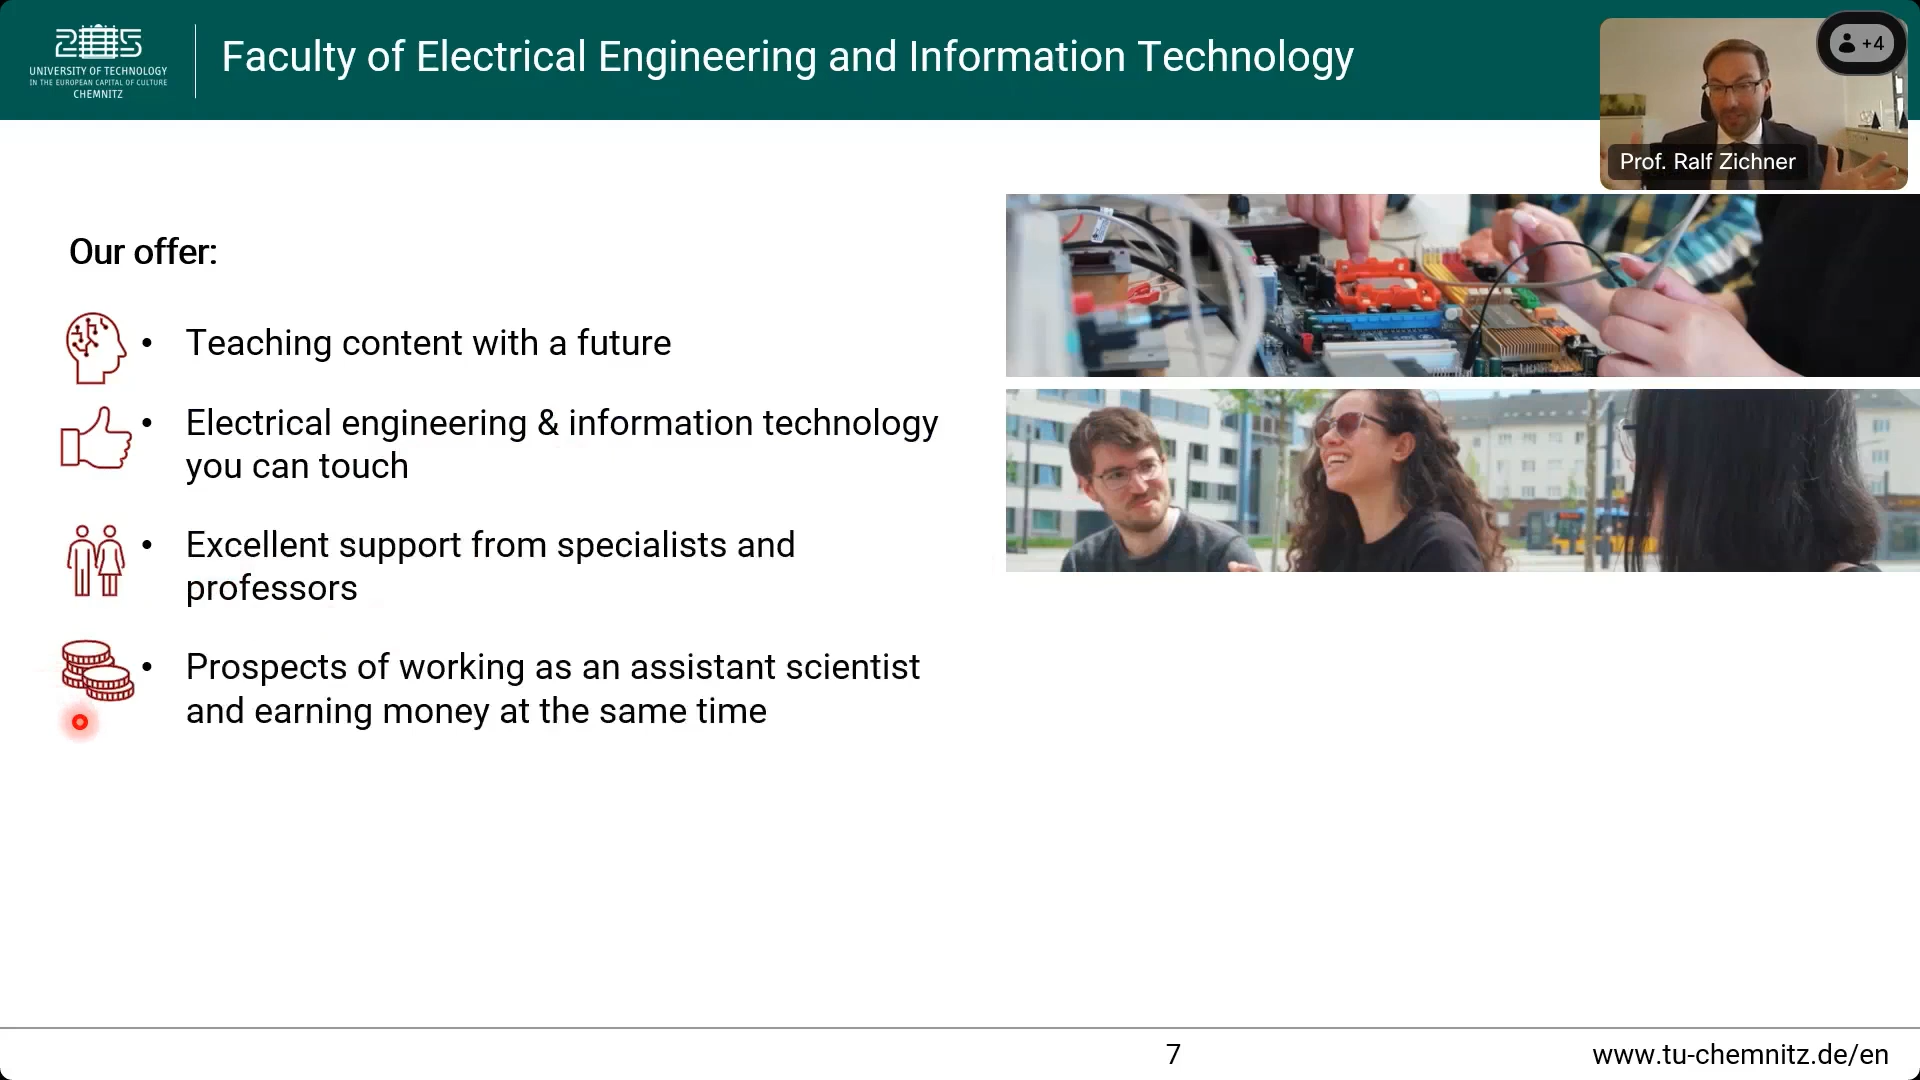 UNIVERSITY OF TECHNOLOGY
IN THE EUROPEAN CAPITAL OF CULTURE
CHEMNITZ
Faculty of Electrical Engineering and Information Technology
+4
Prof. Ralf Zichner
Our offer:
• Teaching content with a future
• Electrical engineering & information technology
you can touch
• Excellent support from specialists and
professors
• Prospects of working as an assistant scientist
and earning money at the same time
7
www.tu-chemnitz.de/en